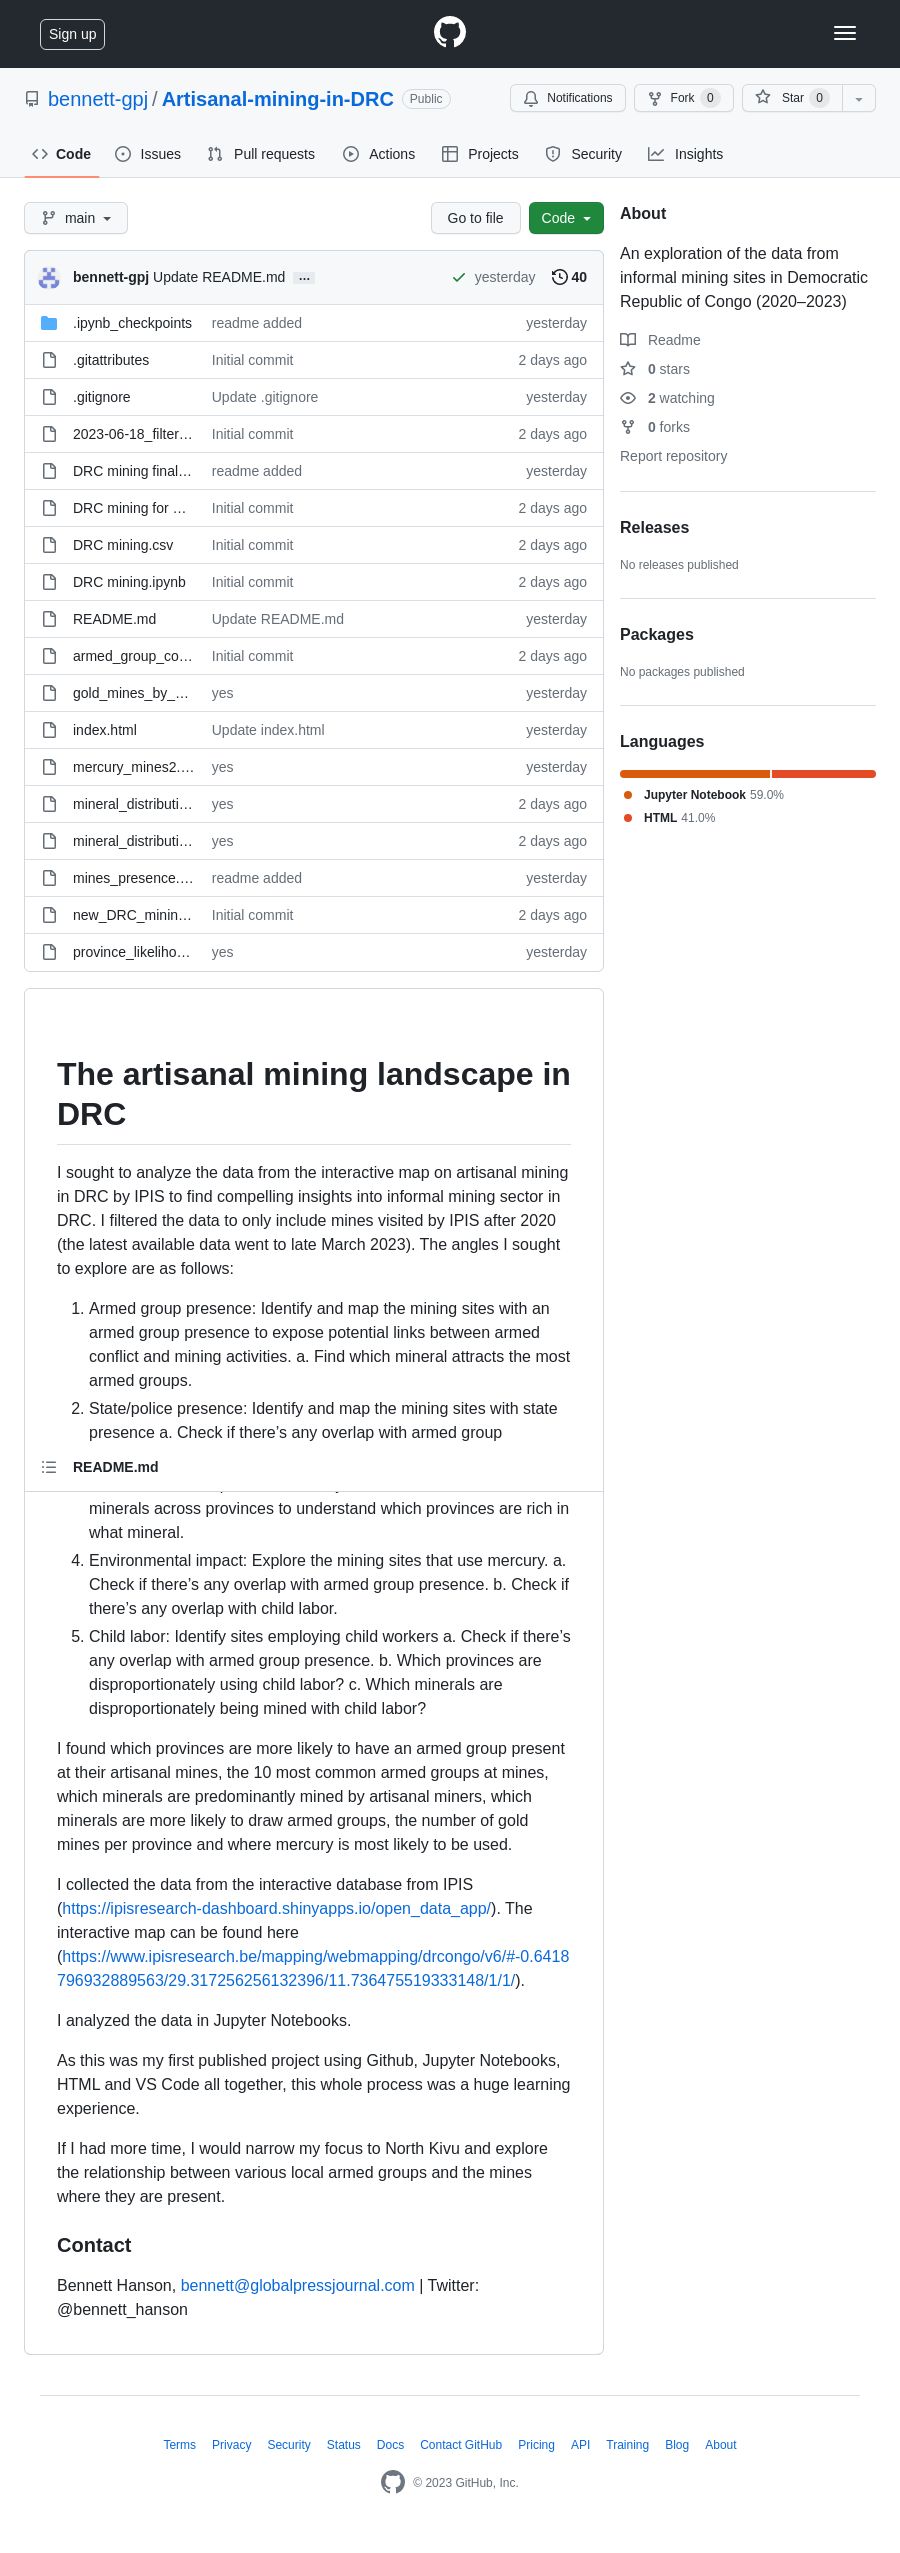 Sign up
bennett-gpj / Artisanal-mining-in-DRC Public
Notifications Fork 0 Star 0
Code Issues Pull requests Actions Projects Security Insights
main Go to file Code
bennett-gpj Update README.md ... yesterday 40
.ipynb_checkpoints readme added yesterday
.gitattributes Initial commit 2 days ago
.gitignore Update .gitignore yesterday
2023-06-18_filter… Initial commit 2 days ago
DRC mining final… readme added yesterday
DRC mining for … Initial commit 2 days ago
DRC mining.csv Initial commit 2 days ago
DRC mining.ipynb Initial commit 2 days ago
README.md Update README.md yesterday
armed_group_co… Initial commit 2 days ago
gold_mines_by_… yes yesterday
index.html Update index.html yesterday
mercury_mines2.… yes yesterday
mineral_distributi… yes 2 days ago
mineral_distributi… yes 2 days ago
mines_presence.… readme added yesterday
new_DRC_minin… Initial commit 2 days ago
province_likeliho… yes yesterday
The artisanal mining landscape in
DRC
I sought to analyze the data from the interactive map on artisanal mining
in DRC by IPIS to find compelling insights into informal mining sector in
DRC. I filtered the data to only include mines visited by IPIS after 2020
(the latest available data went to late March 2023). The angles I sought
to explore are as follows:
1. Armed group presence: Identify and map the mining sites with an
armed group presence to expose potential links between armed
conflict and mining activities. a. Find which mineral attracts the most
armed groups.
2. State/police presence: Identify and map the mining sites with state
presence a. Check if there’s any overlap with armed group
README.md
minerals across provinces to understand which provinces are rich in
what mineral.
4. Environmental impact: Explore the mining sites that use mercury. a.
Check if there’s any overlap with armed group presence. b. Check if
there’s any overlap with child labor.
5. Child labor: Identify sites employing child workers a. Check if there’s
any overlap with armed group presence. b. Which provinces are
disproportionately using child labor? c. Which minerals are
disproportionately being mined with child labor?
I found which provinces are more likely to have an armed group present
at their artisanal mines, the 10 most common armed groups at mines,
which minerals are predominantly mined by artisanal miners, which
minerals are more likely to draw armed groups, the number of gold
mines per province and where mercury is most likely to be used.
I collected the data from the interactive database from IPIS
(https://ipisresearch-dashboard.shinyapps.io/open_data_app/). The
interactive map can be found here
(https://www.ipisresearch.be/mapping/webmapping/drcongo/v6/#-0.6418
796932889563/29.317256256132396/11.736475519333148/1/1/).
I analyzed the data in Jupyter Notebooks.
As this was my first published project using Github, Jupyter Notebooks,
HTML and VS Code all together, this whole process was a huge learning
experience.
If I had more time, I would narrow my focus to North Kivu and explore
the relationship between various local armed groups and the mines
where they are present.
Contact
Bennett Hanson, bennett@globalpressjournal.com | Twitter:
@bennett_hanson
About
An exploration of the data from
informal mining sites in Democratic
Republic of Congo (2020–2023)
Readme
0 stars
2 watching
0 forks
Report repository
Releases
No releases published
Packages
No packages published
Languages
Jupyter Notebook 59.0%
HTML 41.0%
Terms Privacy Security Status Docs Contact GitHub Pricing API Training Blog About
© 2023 GitHub, Inc.